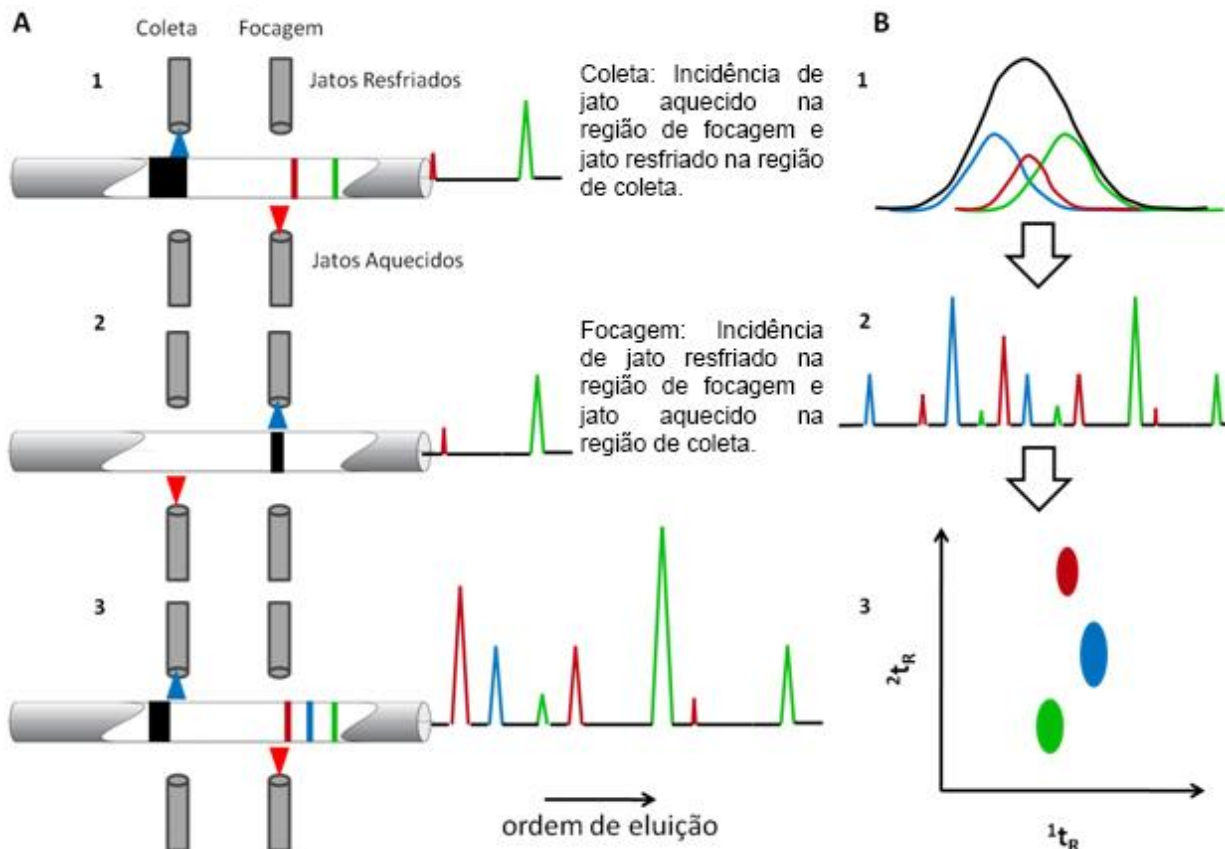 A
Coleta
Focagem
1
Jatos Resfriados
Coleta: Incidência de
jato aquecido na
região de focagem e
jato resfriado na região
de coleta.
Jatos Aquecidos
2
Focagem: Incidência
de jato resfriado na
região de focagem e
jato aquecido na
região de coleta.
3
ordem de eluição
B
1
2
3
²tR
¹tR